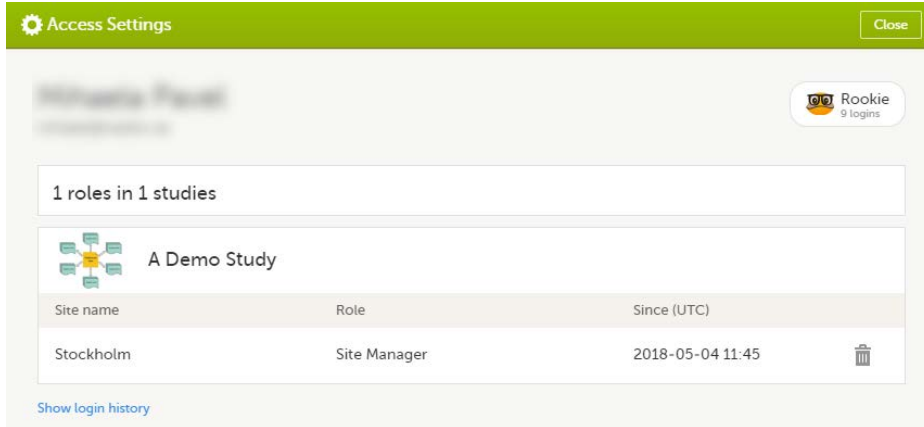 Access Settings
Close
Rookie
9 logins
1 roles in 1 studies
A Demo Study
Site name Role Since (UTC)
Stockholm Site Manager 2018-05-04 11:45
Show login history